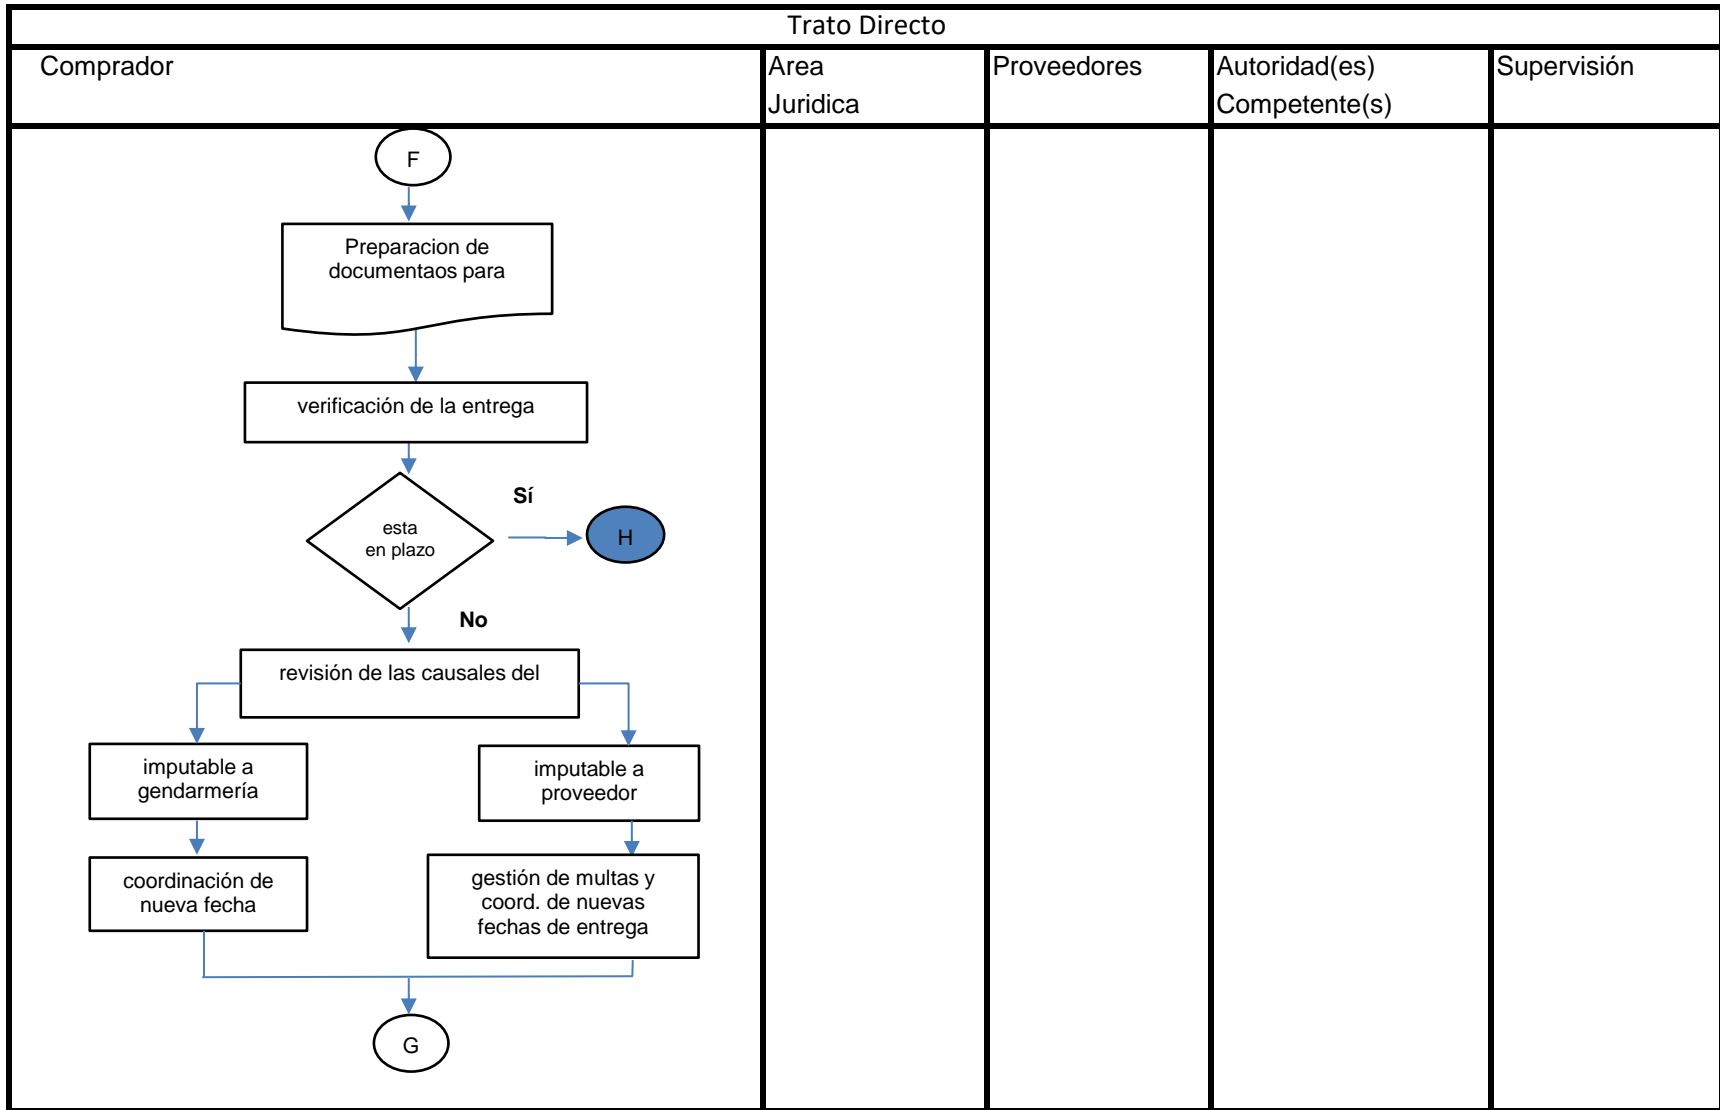 Trato Directo
Comprador
Area
Juridica
Proveedores
Autoridad(es)
Competente(s)
Supervisión
F
Preparacion de
documentaos para
verificación de la entrega
esta
en plazo
Sí
H
No
revisión de las causales del
imputable a
gendarmería
imputable a
proveedor
coordinación de
nueva fecha
gestión de multas y
coord. de nuevas
fechas de entrega
G